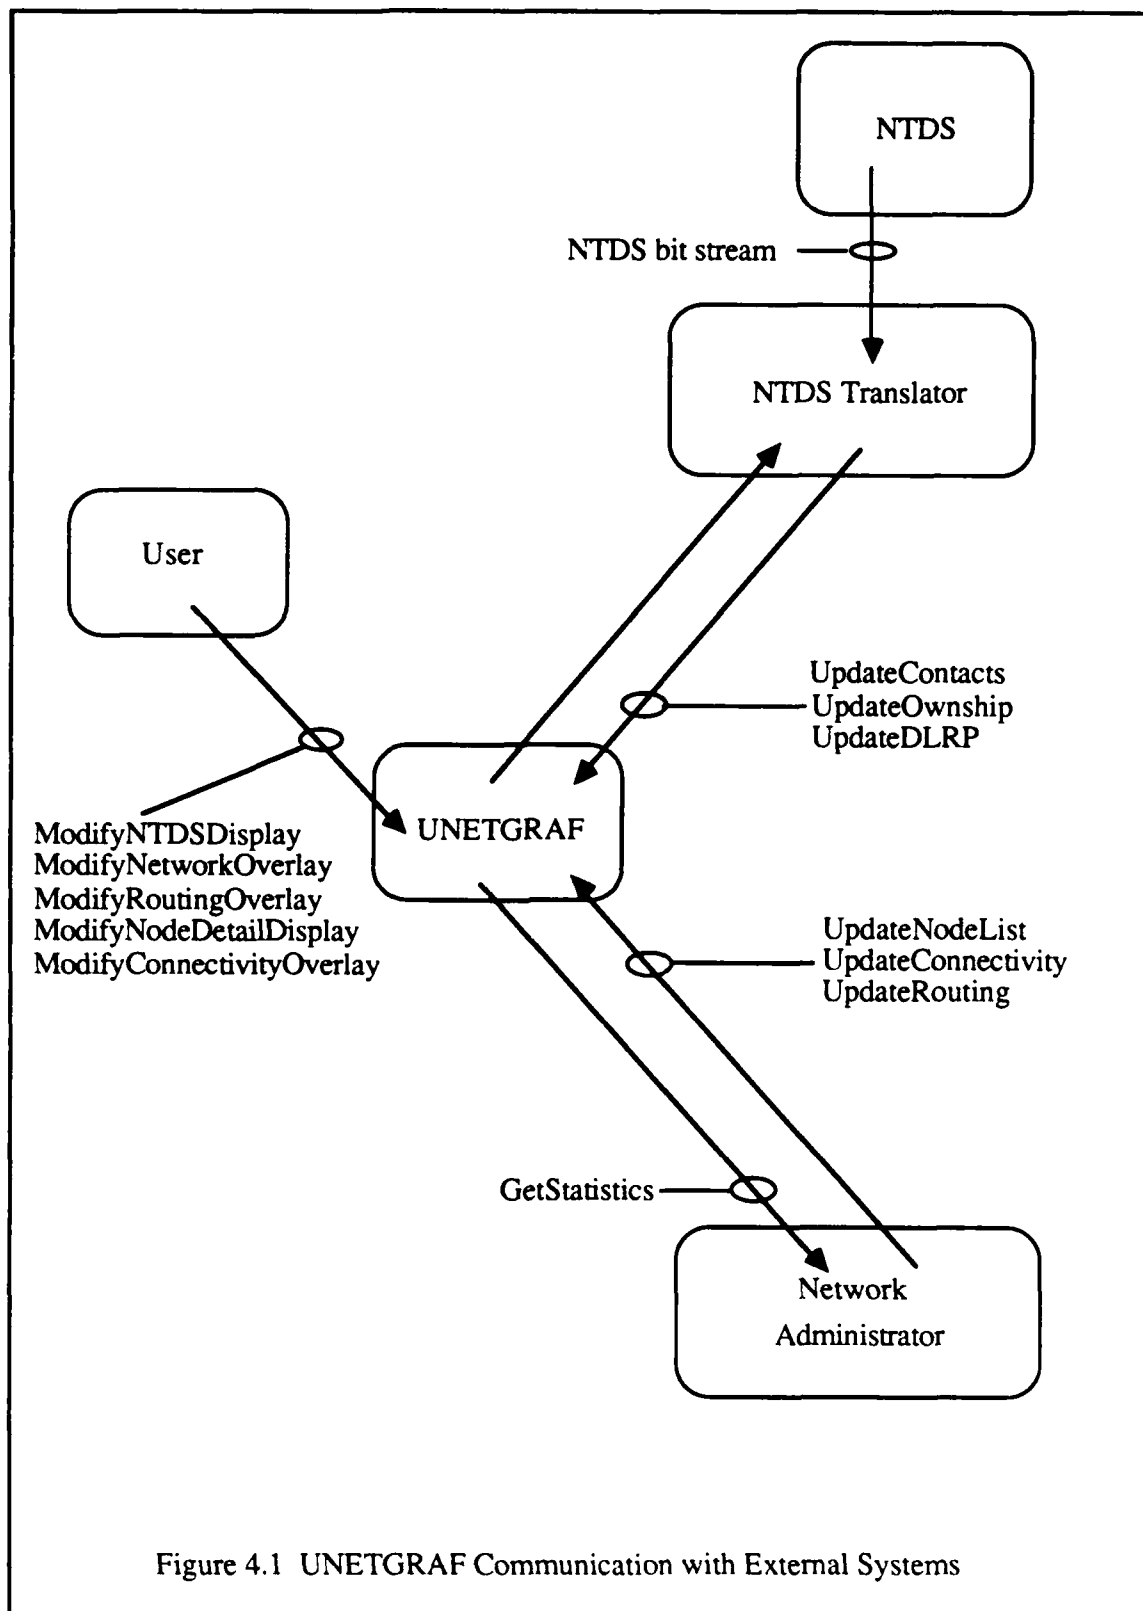 NTDS
NTDS bit stream
NTDS Translator
User
UpdateContacts
UpdateOwnship
UpdateDLRP
UNETGRAF
ModifyNTDSDisplay
ModifyNetworkOverlay
ModifyRoutingOverlay
ModifyNodeDetailDisplay
ModifyConnectivityOverlay
UpdateNodeList
UpdateConnectivity
UpdateRouting
GetStatistics
Network
Administrator
Figure 4.1 UNETGRAF Communication with External Systems